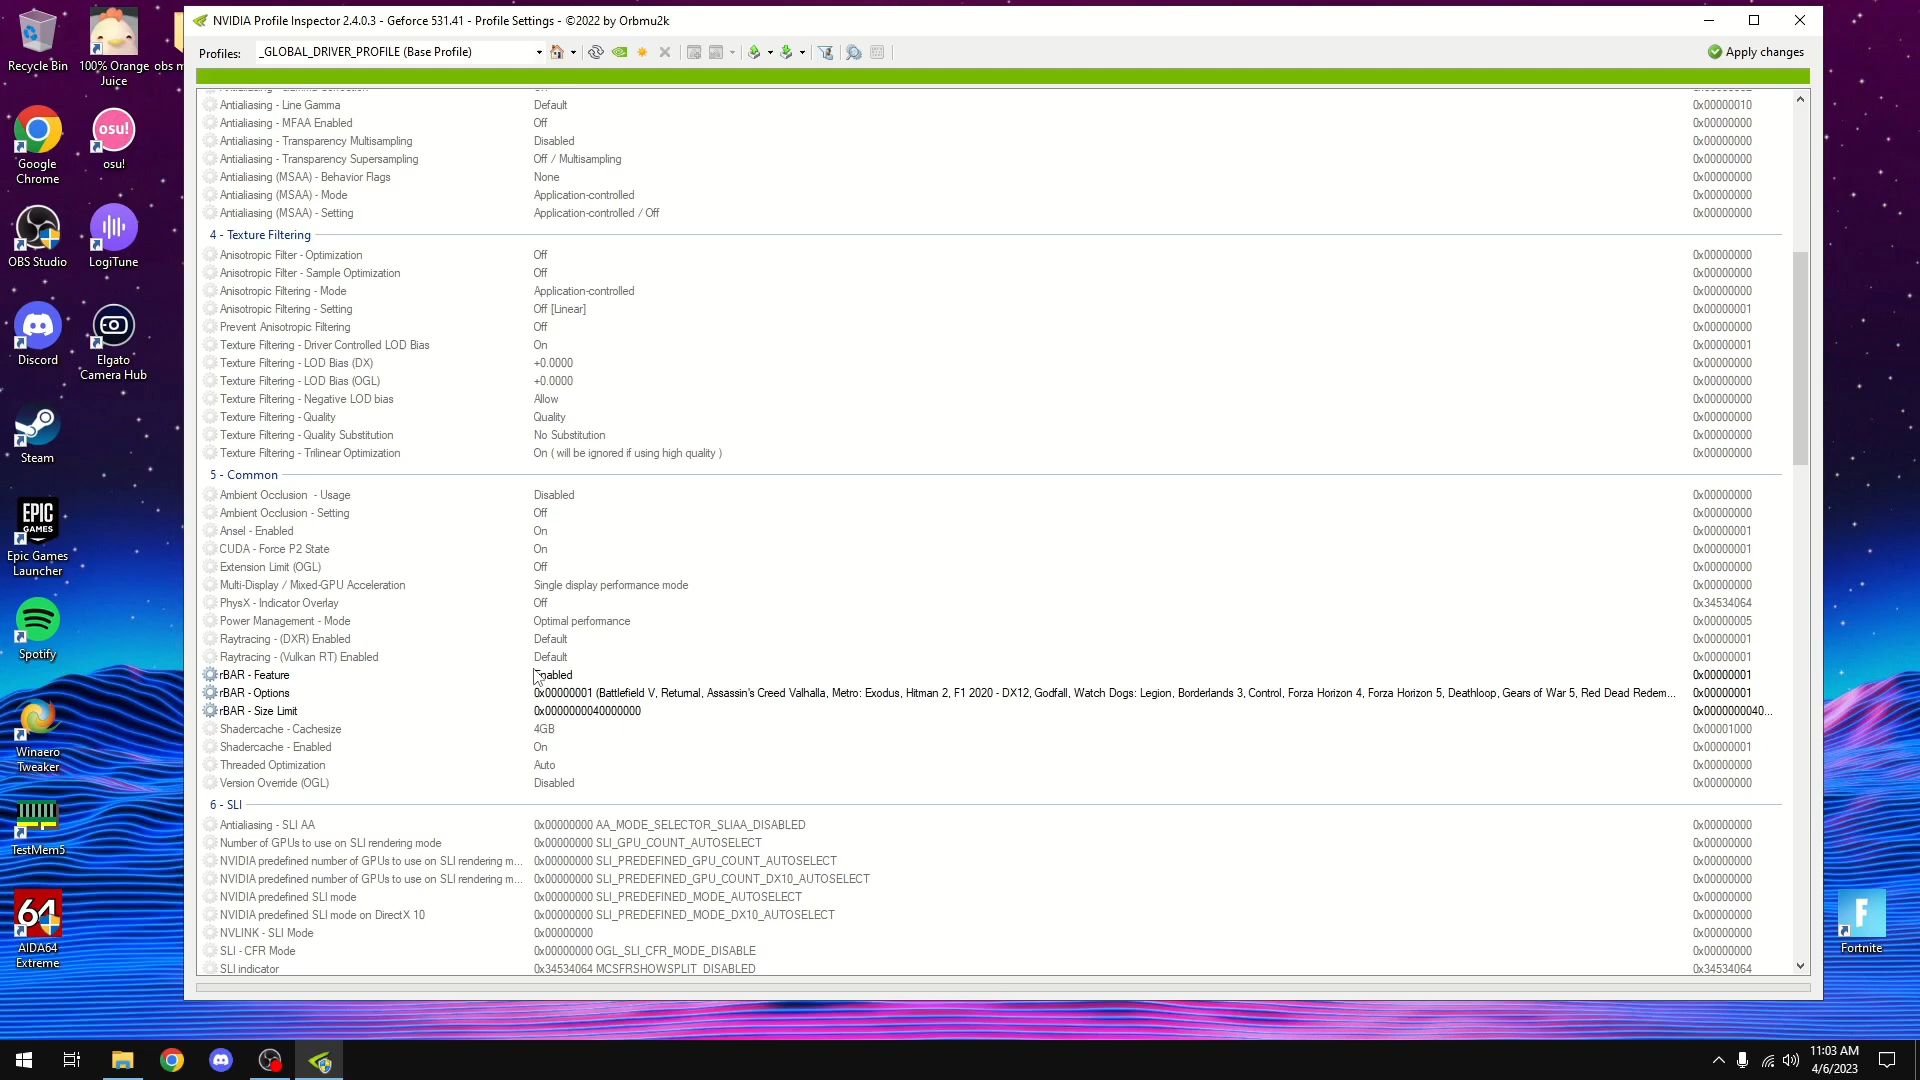 NVIDIA Profile Inspector 2.4.0.3 - Geforce 531.41 - Profile Settings - ©2022 by Orbmu2k
Profiles: _GLOBAL_DRIVER_PROFILE (Base Profile)
Apply changes
Antialiasing - Line Gamma Default 0x00000010
Antialiasing - MFAA Enabled Off 0x00000000
Antialiasing - Transparency Multisampling Disabled 0x00000000
Antialiasing - Transparency Supersampling Off / Multisampling 0x00000000
Antialiasing (MSAA) - Behavior Flags None 0x00000000
Antialiasing (MSAA) - Mode Application-controlled 0x00000000
Antialiasing (MSAA) - Setting Application-controlled / Off 0x00000000
4 - Texture Filtering
Anisotropic Filter - Optimization Off 0x00000000
Anisotropic Filter - Sample Optimization Off 0x00000000
Anisotropic Filtering - Mode Application-controlled 0x00000000
Anisotropic Filtering - Setting Off [Linear] 0x00000001
Prevent Anisotropic Filtering Off 0x00000000
Texture Filtering - Driver Controlled LOD Bias On 0x00000001
Texture Filtering - LOD Bias (DX) +0.0000 0x00000000
Texture Filtering - LOD Bias (OGL) +0.0000 0x00000000
Texture Filtering - Negative LOD bias Allow 0x00000000
Texture Filtering - Quality Quality 0x00000000
Texture Filtering - Quality Substitution No Substitution 0x00000000
Texture Filtering - Trilinear Optimization On ( will be ignored if using high quality ) 0x00000000
5 - Common
Ambient Occlusion - Usage Disabled 0x00000000
Ambient Occlusion - Setting Off 0x00000000
Ansel - Enabled On 0x00000001
CUDA - Force P2 State On 0x00000001
Extension Limit (OGL) Off 0x00000000
Multi-Display / Mixed-GPU Acceleration Single display performance mode 0x00000000
PhysX - Indicator Overlay Off 0x34534064
Power Management - Mode Optimal performance 0x00000005
Raytracing - (DXR) Enabled Default 0x00000001
Raytracing - (Vulkan RT) Enabled Default 0x00000001
rBAR - Feature Enabled 0x00000001
rBAR - Options 0x00000001 (Battlefield V, Returnal, Assassin's Creed Valhalla, Metro: Exodus, Hitman 2, F1 2020 - DX12, Godfall, Watch Dogs: Legion, Borderlands 3, Control, Forza Horizon 4, Forza Horizon 5, Deathloop, Gears of War 5, Red Dead Redem... 0x00000001
rBAR - Size Limit 0x0000000040000000 0x0000000040...
Shadercache - Cachesize 4GB 0x00001000
Shadercache - Enabled On 0x00000001
Threaded Optimization Auto 0x00000000
Version Override (OGL) Disabled 0x00000000
6 - SLI
Antialiasing - SLI AA 0x00000000 AA_MODE_SELECTOR_SLIAA_DISABLED 0x00000000
Number of GPUs to use on SLI rendering mode 0x00000000 SLI_GPU_COUNT_AUTOSELECT 0x00000000
NVIDIA predefined number of GPUs to use on SLI rendering m... 0x00000000 SLI_PREDEFINED_GPU_COUNT_AUTOSELECT 0x00000000
NVIDIA predefined number of GPUs to use on SLI rendering m... 0x00000000 SLI_PREDEFINED_GPU_COUNT_DX10_AUTOSELECT 0x00000000
NVIDIA predefined SLI mode 0x00000000 SLI_PREDEFINED_MODE_AUTOSELECT 0x00000000
NVIDIA predefined SLI mode on DirectX 10 0x00000000 SLI_PREDEFINED_MODE_DX10_AUTOSELECT 0x00000000
NVLINK - SLI Mode 0x00000000 0x00000000
SLI - CFR Mode 0x00000000 OGL_SLI_CFR_MODE_DISABLE 0x00000000
SLI indicator 0x34534064 MCSFRSHOWSPLIT_DISABLED 0x34534064
Recycle Bin
100% Orange
Juice
obs m
Google
Chrome
osu!
osu!
OBS Studio
LogiTune
Discord
Elgato
Camera Hub
Steam
EPIC
GAMES
Epic Games
Launcher
Spotify
Winaero
Tweaker
TestMem5
64
AIDA64
Extreme
F
Fortnite
11:03 AM
4/6/2023